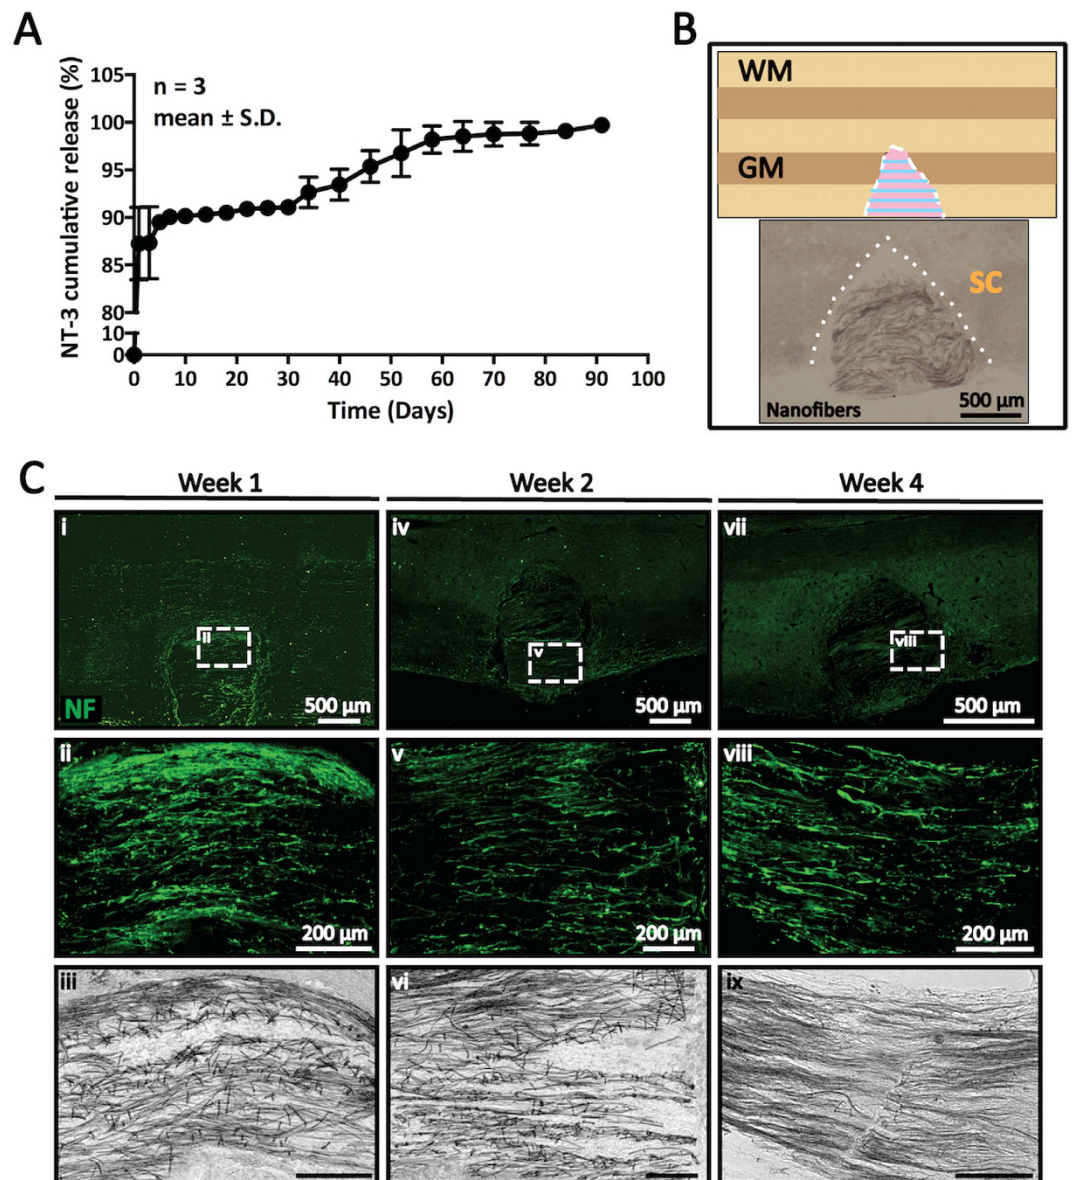 A
NT-3 cumulative release (%)
105
100
95
90
85
80
10
0
n = 3
mean ± S.D.
0 10 20 30 40 50 60 70 80 90 100
Time (Days)
B
WM
GM
SC
Nanofibers
500 µm
C
Week 1
Week 2
Week 4
i
ii
NF
500 µm
iv
v
500 µm
vii
viii
500 µm
ii
200 µm
v
200 µm
viii
200 µm
iii
vi
ix